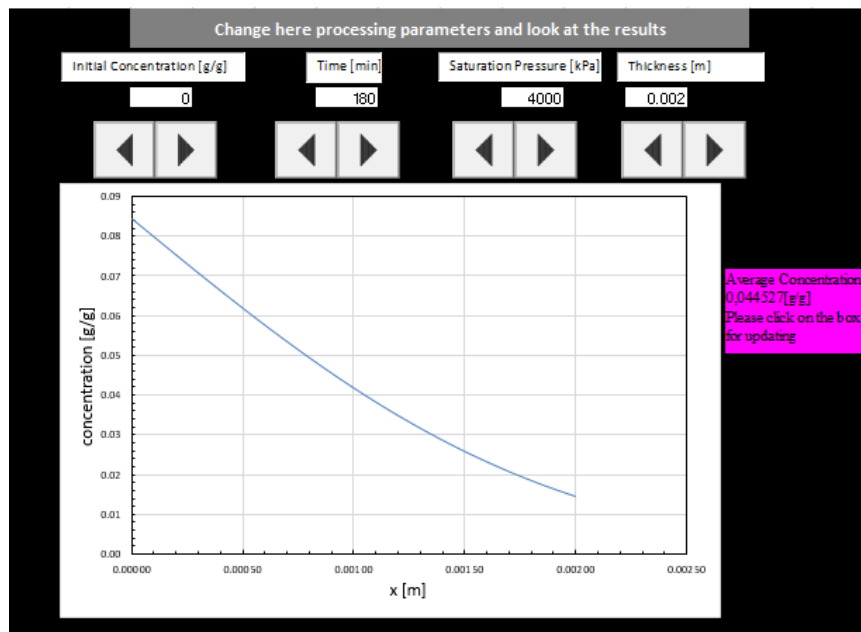 Change here processing parameters and look at the results
Initial Concentration [g/g] Time [min] Saturation Pressure [kPa] Thickness [m]
0 180 4000 0.002
0.09
0.08
0.07
0.06
0.05
0.04
0.03
0.02
0.01
0.00
concentration [g/g]
0.00000 0.00050 0.00100 0.00150 0.00200 0.00250
x [m]
Average Concentration
0,044527[g/g]
Please click on the box
for updating